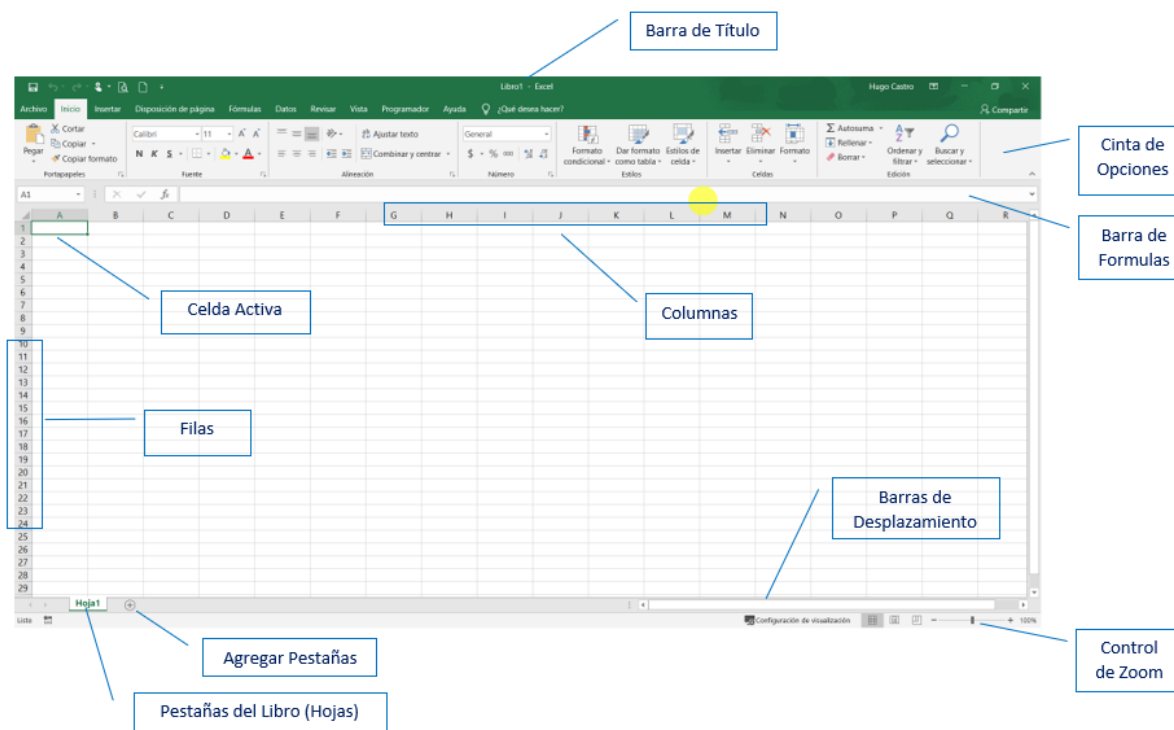 Barra de Título
Libro1 - Excel
Hugo Castro
Archivo Inicio Insertar Disposición de página Fórmulas Datos Revisar Vista Programador Ayuda ¿Qué desea hacer? Compartir
Pegar
Cortar
Copiar
Copiar formato
Portapapeles
Calibri 11 A A
N K S A
Fuente
Ajustar texto
Combinar y centrar
Alineación
General
$ % 000
Número
Formato condicional
Dar formato como tabla
Estilos de celda
Estilos
Insertar Eliminar Formato
Celdas
Σ Autosuma
Rellenar
Borrar
Ordenar y filtrar
Buscar y seleccionar
Edición
Cinta de
Opciones
A1 fx
Barra de
Formulas
A B C D E F G H I J K L M N O P Q R
1
2
3
4
5
6
7
8
9
10
11
12
13
14
15
16
17
18
19
20
21
22
23
24
25
26
27
28
29
Celda Activa
Columnas
Filas
Barras de
Desplazamiento
Hoja1
Listo
Configuración de visualización
100%
Agregar Pestañas
Control
de Zoom
Pestañas del Libro (Hojas)